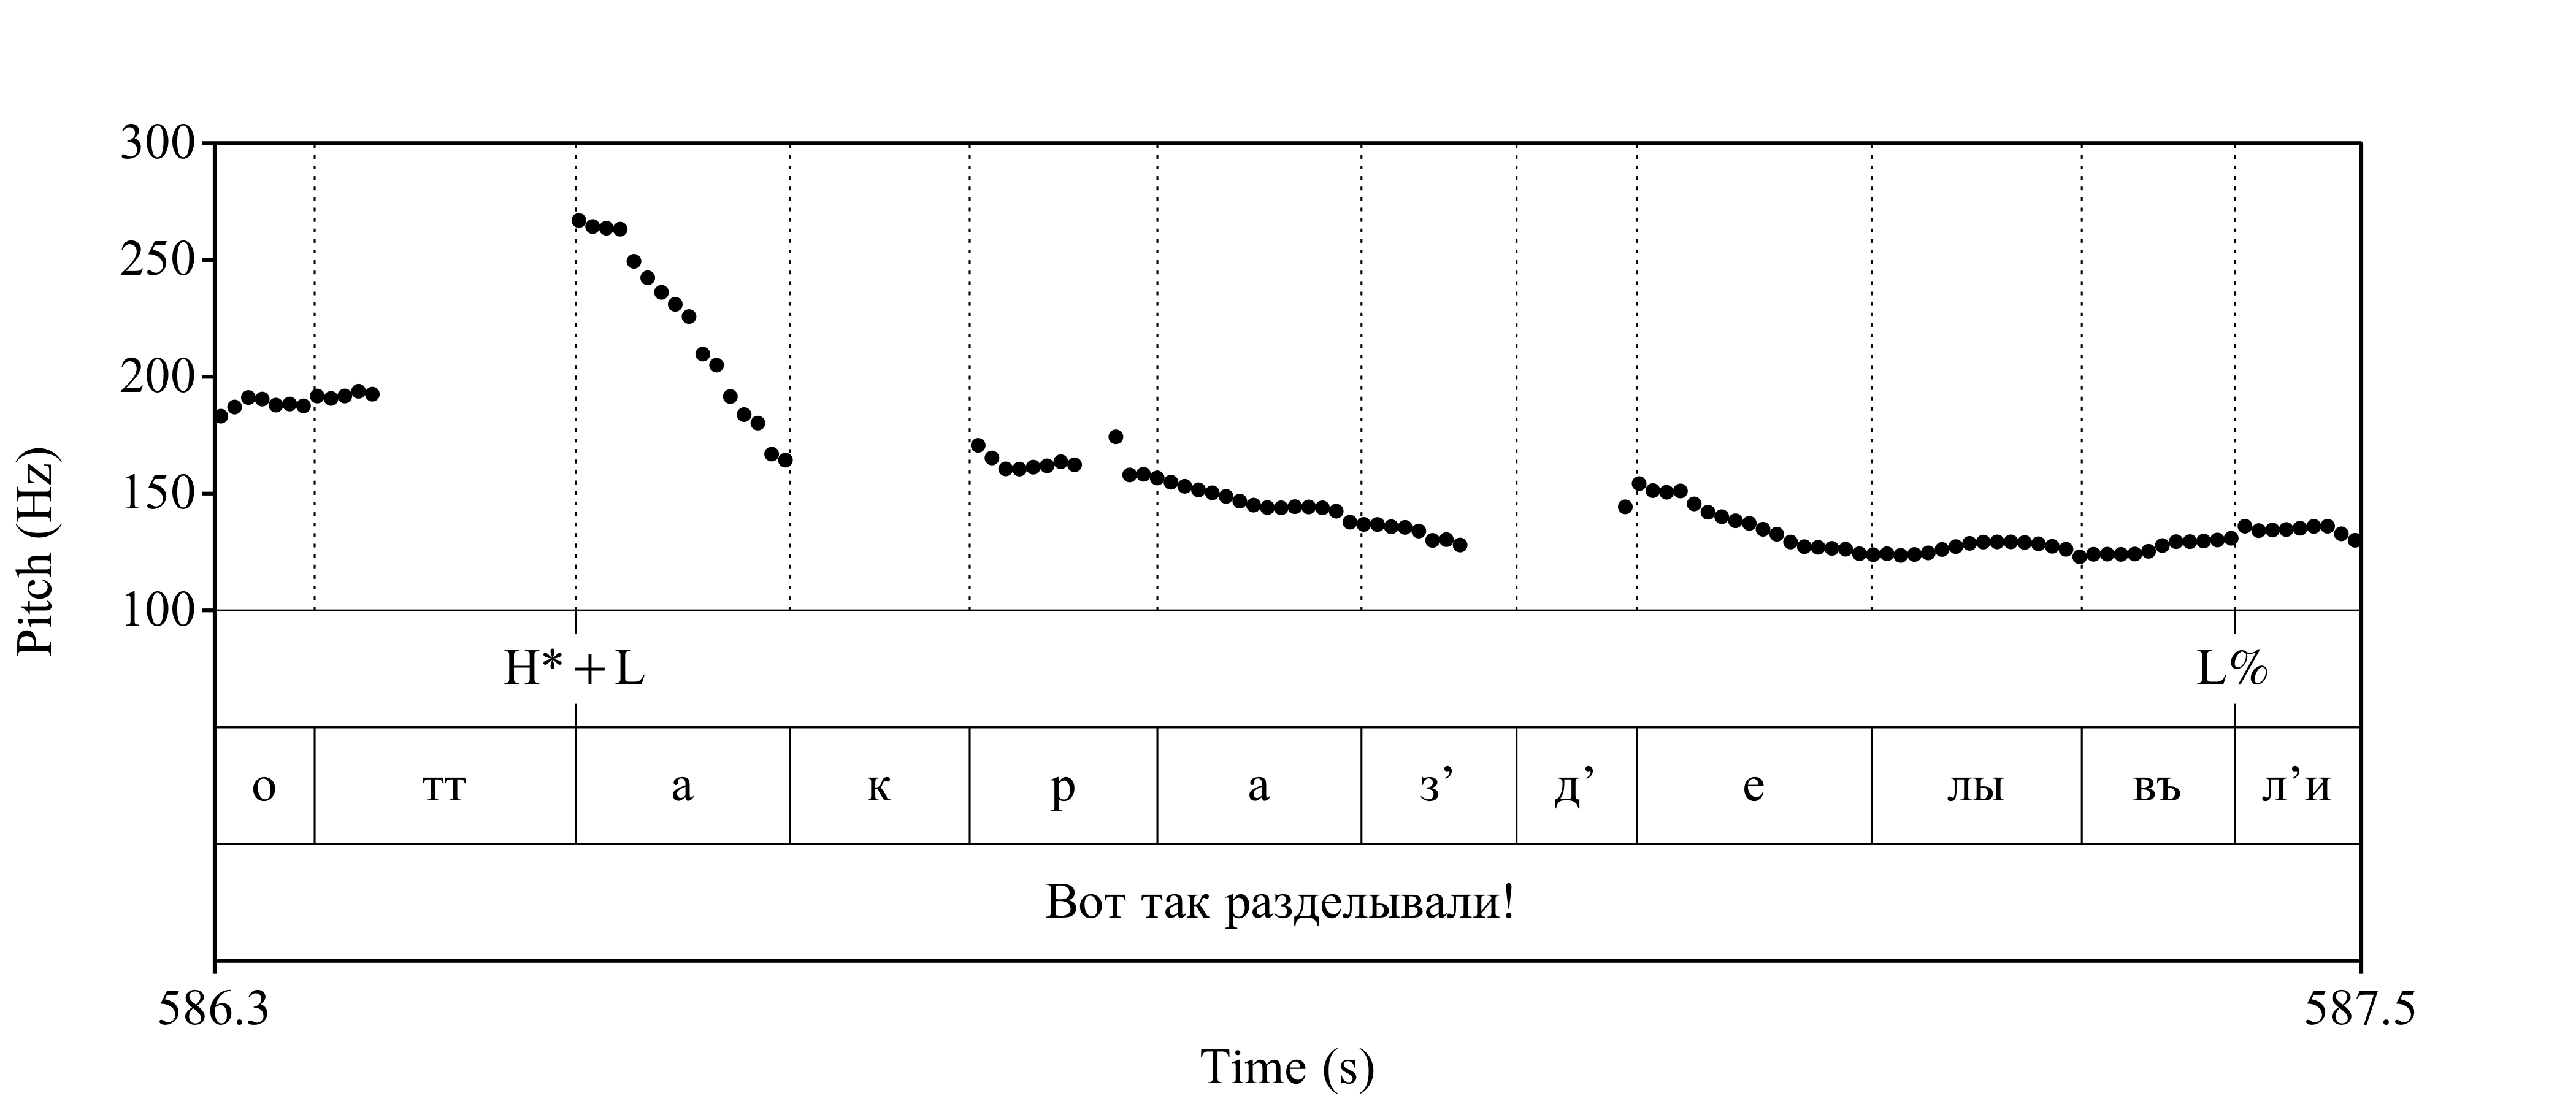 300
250
200
150
100
Pitch (Hz)
H* + L L%
о тт а к р а з’ д’ е лы въ л’и
Вот так разделывали!
586.3 587.5
Time (s)